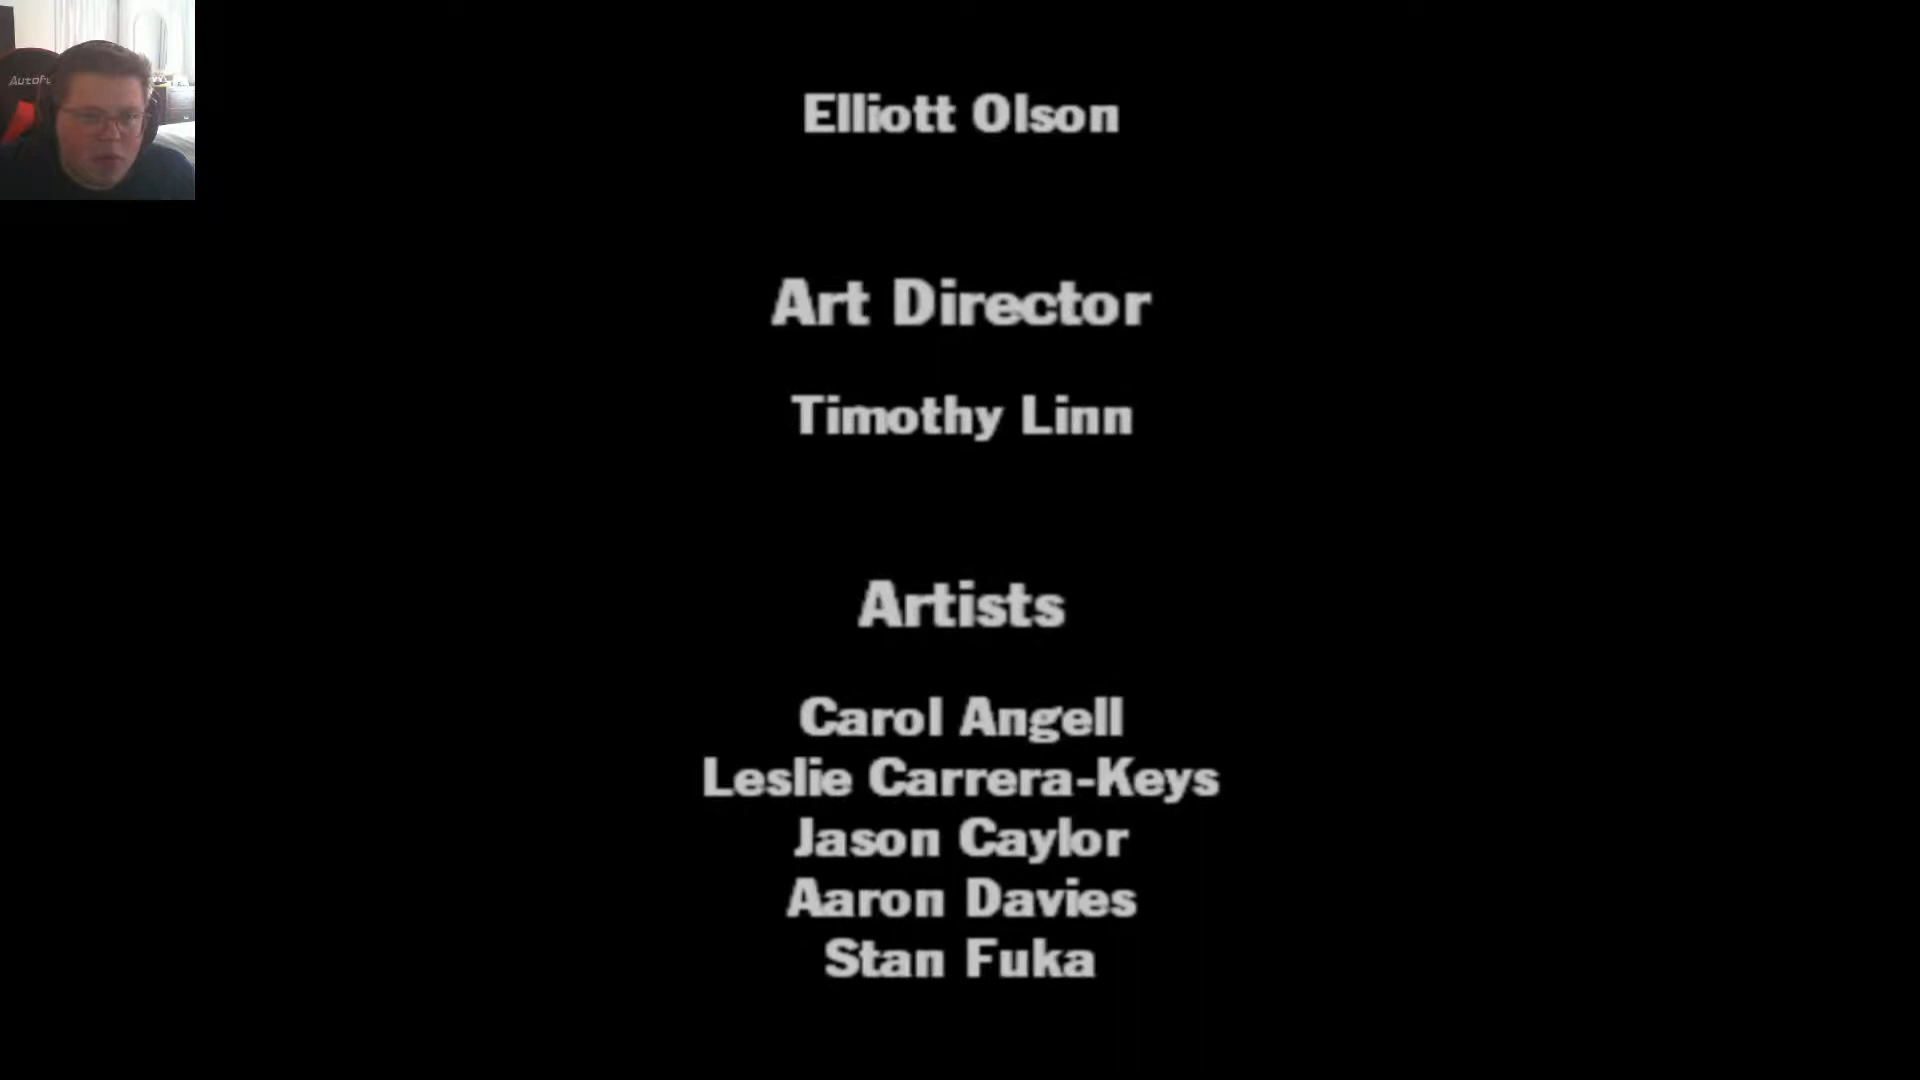 Elliott Olson
Art Director
Timothy Linn
Artists
Carol Angell
Leslie Carrera-Keys
Jason Caylor
Aaron Davies
Stan Fuka